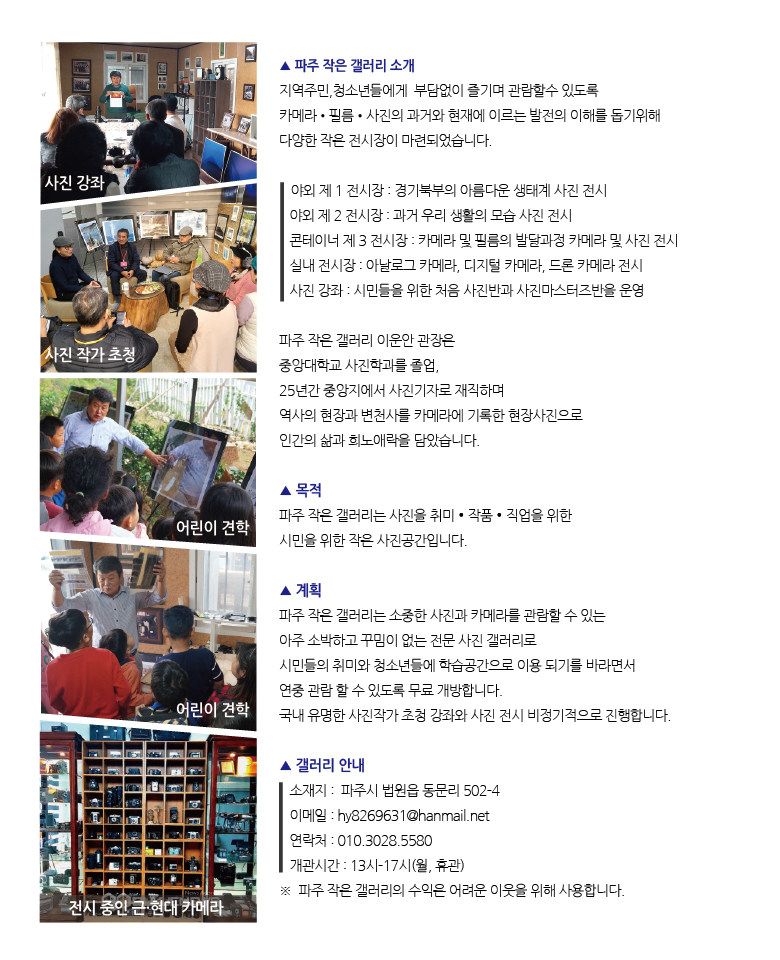 사진 강좌
사진 작가 초청
어린이 견학
어린이 견학
전시 중인 근·현대 카메라
▲ 파주 작은 갤러리 소개
지역주민,청소년들에게 부담없이 즐기며 관람할수 있도록
카메라 • 필름 • 사진의 과거와 현재에 이르는 발전의 이해를 돕기위해
다양한 작은 전시장이 마련되었습니다.
야외 제 1 전시장 : 경기북부의 아름다운 생태계 사진 전시
야외 제 2 전시장 : 과거 우리 생활의 모습 사진 전시
콘테이너 제 3 전시장 : 카메라 및 필름의 발달과정 카메라 및 사진 전시
실내 전시장 : 아날로그 카메라, 디지털 카메라, 드론 카메라 전시
사진 강좌 : 시민들을 위한 처음 사진반과 사진마스터즈반을 운영
파주 작은 갤러리 이운안 관장은
중앙대학교 사진학과를 졸업,
25년간 중앙지에서 사진기자로 재직하며
역사의 현장과 변천사를 카메라에 기록한 현장사진으로
인간의 삶과 희노애락을 담았습니다.
▲ 목적
파주 작은 갤러리는 사진을 취미 • 작품 • 직업을 위한
시민을 위한 작은 사진공간입니다.
▲ 계획
파주 작은 갤러리는 소중한 사진과 카메라를 관람할 수 있는
아주 소박하고 꾸밈이 없는 전문 사진 갤러리로
시민들의 취미와 청소년들에 학습공간으로 이용 되기를 바라면서
연중 관람 할 수 있도록 무료 개방합니다.
국내 유명한 사진작가 초청 강좌와 사진 전시 비정기적으로 진행합니다.
▲ 갤러리 안내
소재지 : 파주시 법원읍 동문리 502-4
이메일 : hy8269631@hanmail.net
연락처 : 010.3028.5580
개관시간 : 13시-17시(월, 휴관)
※ 파주 작은 갤러리의 수익은 어려운 이웃을 위해 사용합니다.